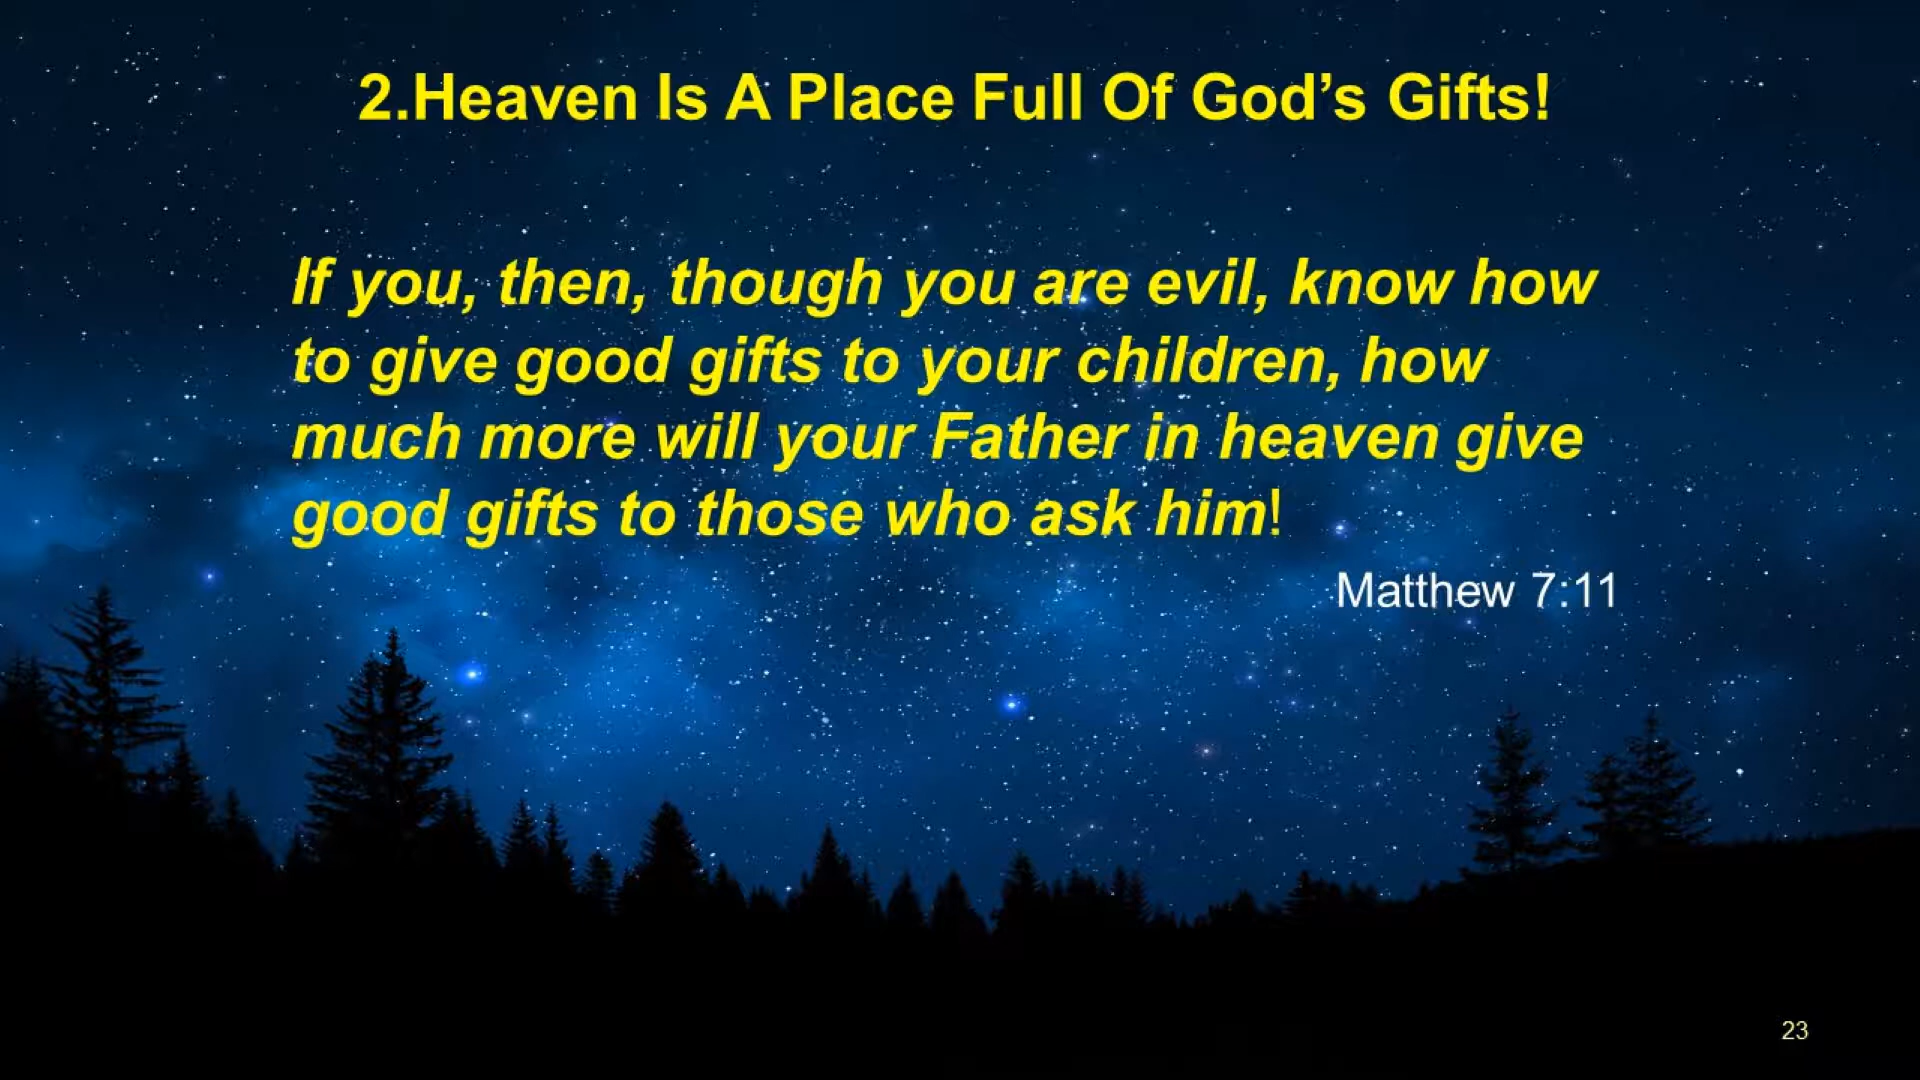 2.Heaven Is A Place Full Of God’s Gifts!
If you, then, though you are evil, know how
to give good gifts to your children, how
much more will your Father in heaven give
good gifts to those who ask him!
Matthew 7:11
23